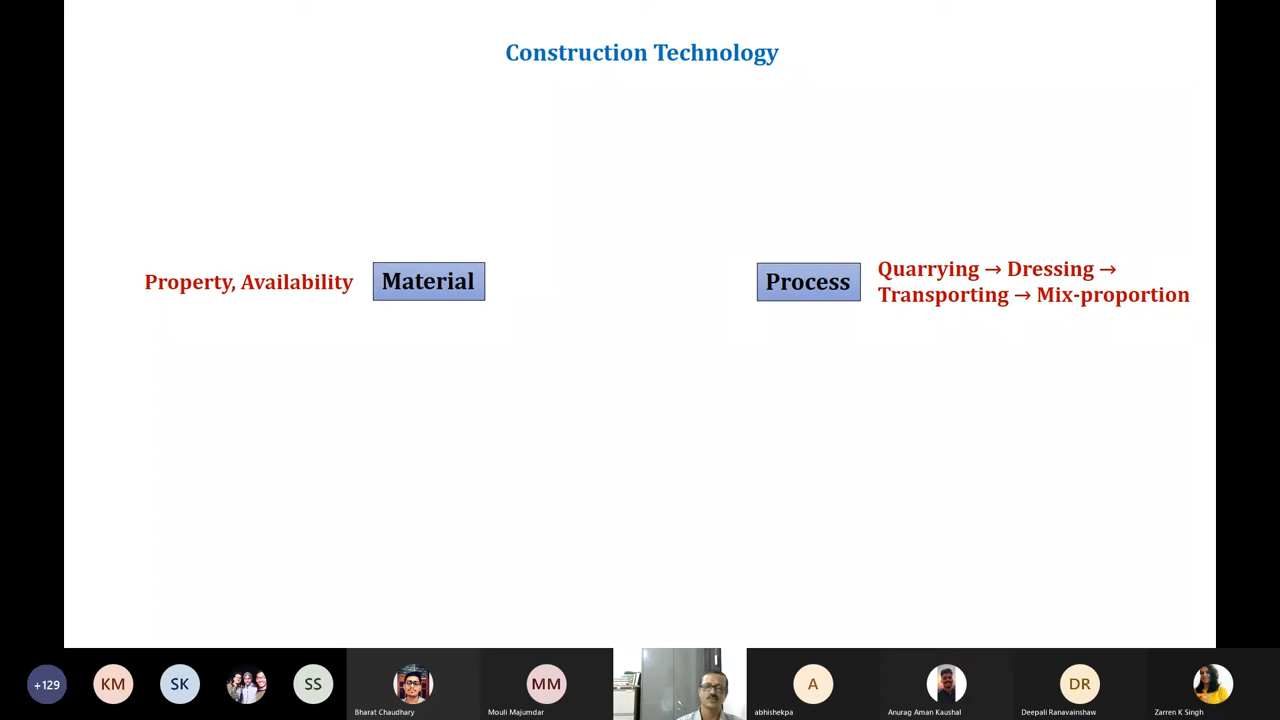 Construction Technology
Property, Availability
Material
Process
Quarrying → Dressing →
Transporting → Mix-proportion
+129
KM
SK
SS
Bharat Chaudhary
MM
Mouli Majumdar
A
abhishekpa
Anurag Aman Kaushal
DR
Deepali Ranavainshaw
Zarren K Singh